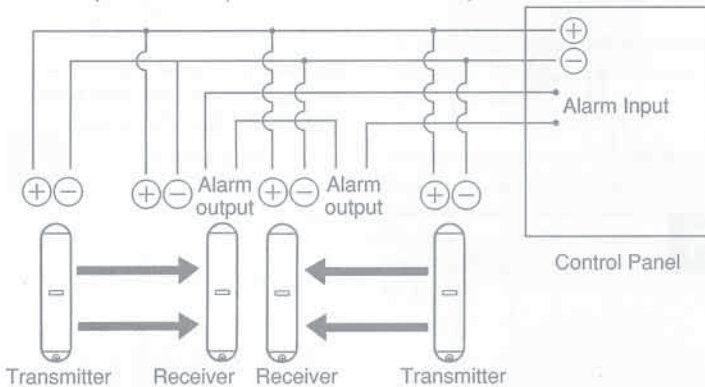 +
−
Alarm Input
+ − + − Alarm + − Alarm + −
output output
Control Panel
Transmitter Receiver Receiver Transmitter